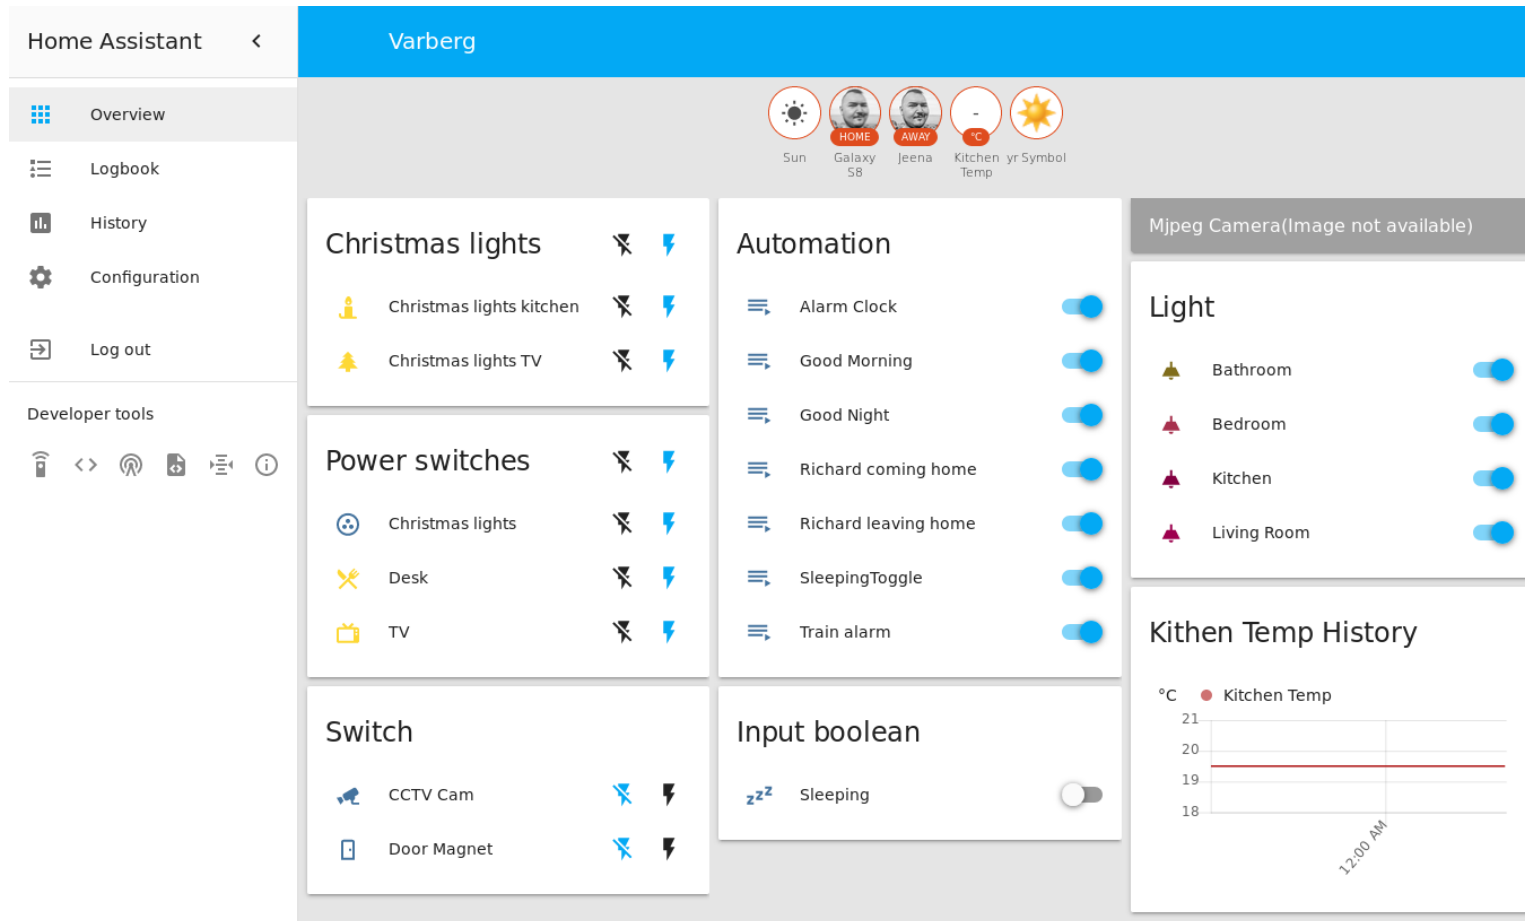 Home Assistant
Varberg
Overview
Logbook
History
Configuration
Log out
Developer tools
HOME
AWAY
-
°C
Sun
Galaxy
S8
Jeena
Kitchen
Temp
yr Symbol
Christmas lights
Christmas lights kitchen
Christmas lights TV
Power switches
Christmas lights
Desk
TV
Switch
CCTV Cam
Door Magnet
Automation
Alarm Clock
Good Morning
Good Night
Richard coming home
Richard leaving home
SleepingToggle
Train alarm
Input boolean
zzz
Sleeping
Mjpeg Camera(Image not available)
Light
Bathroom
Bedroom
Kitchen
Living Room
Kithen Temp History
°C Kitchen Temp
21
20
19
18
12:00 AM